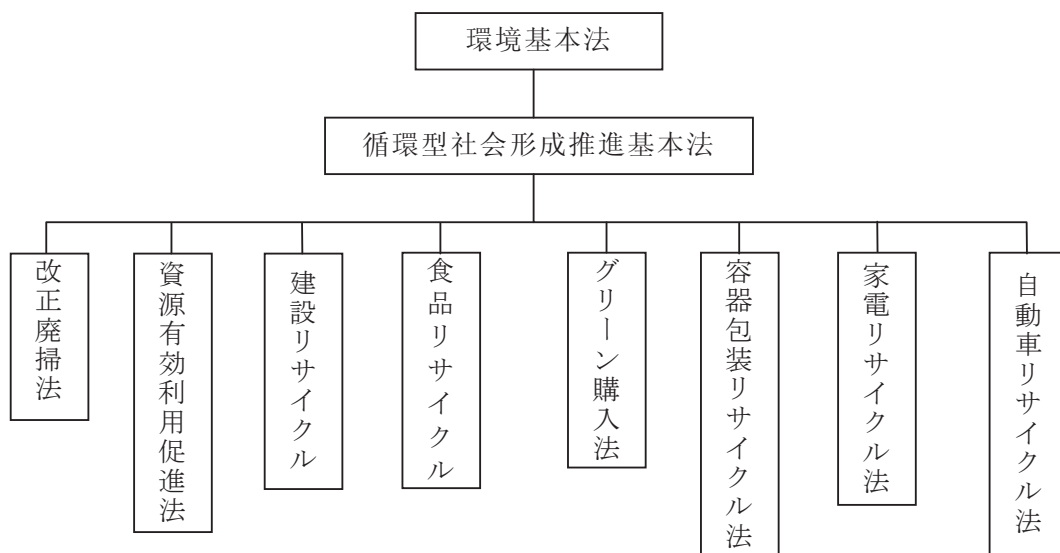 環境基本法
循環型社会形成推進基本法
改正廃掃法
資源有効利用促進法
建設リサイクル
食品リサイクル
グリーン購入法
容器包装リサイクル法
家電リサイクル法
自動車リサイクル法